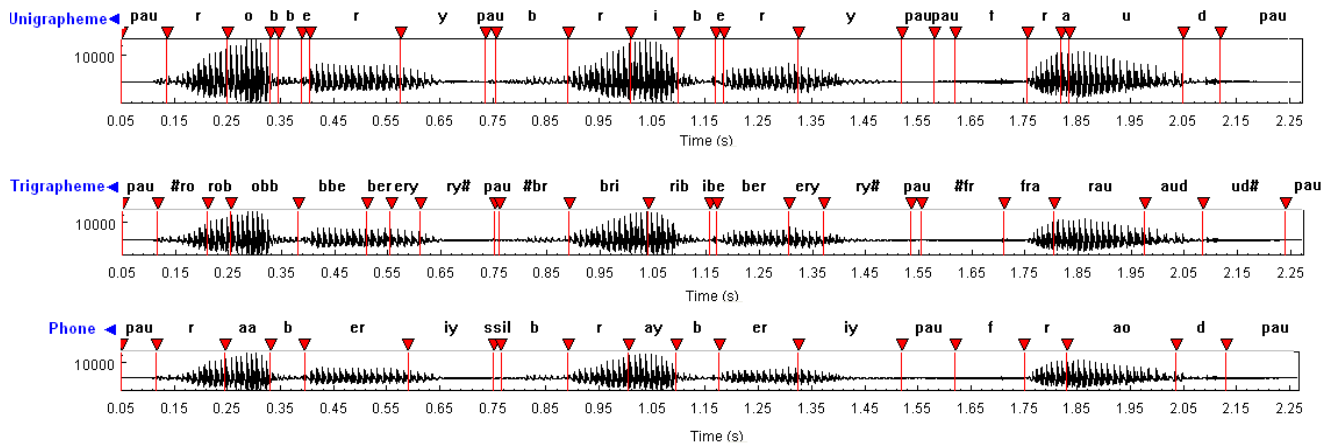 pau r o b b e r y pau b r i b e r y pau pau f r a u d pau
Unigrapheme
10000
0.05 0.15 0.25 0.35 0.45 0.55 0.65 0.75 0.85 0.95 1.05 1.15 1.25 1.35 1.45 1.55 1.65 1.75 1.85 1.95 2.05 2.15 2.25
Time (s)
Trigrapheme pau #ro rob obb bbe ber ery ry# pau #br bri rib ibe ber ery ry# pau #fr fra rau aud ud# pau
10000
0.05 0.15 0.25 0.35 0.45 0.55 0.65 0.75 0.85 0.95 1.05 1.15 1.25 1.35 1.45 1.55 1.65 1.75 1.85 1.95 2.05 2.15 2.25
Time (s)
Phone pau r aa b er iy ssil b r ay b er iy pau f r ao d pau
10000
0.05 0.15 0.25 0.35 0.45 0.55 0.65 0.75 0.85 0.95 1.05 1.15 1.25 1.35 1.45 1.55 1.65 1.75 1.85 1.95 2.05 2.15 2.25
Time (s)